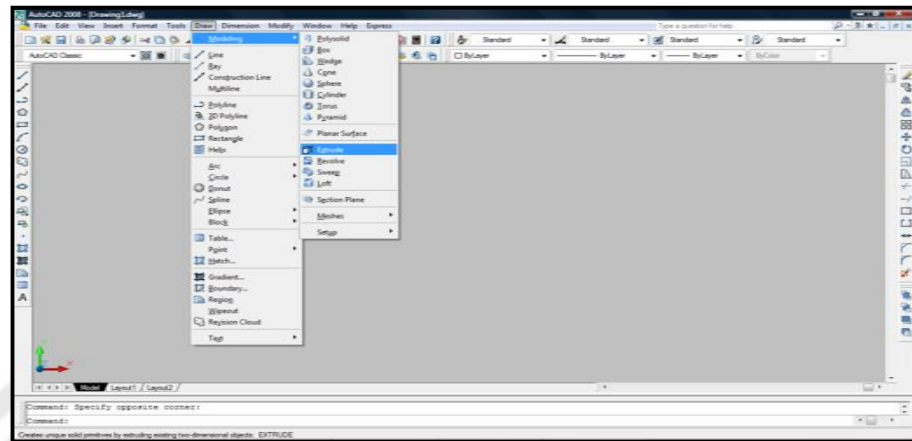 AutoCAD 2008 - [Drawing1.dwg]
File Edit View Insert Format Tools Draw Dimension Modify Window Help Express
Type a question for help
Standard Standard Standard Standard
AutoCAD Classic
ByLayer ByLayer ByLayer ByColor
Modeling
Line
Ray
Construction Line
Multiline
Polyline
3D Polyline
Polygon
Rectangle
Helix
Arc
Circle
Donut
Spline
Ellipse
Block
Table...
Point
Hatch...
Gradient...
Boundary...
Region
Wipeout
Revision Cloud
Text
Polysolid
Box
Wedge
Cone
Sphere
Cylinder
Torus
Pyramid
Planar Surface
Extrude
Revolve
Sweep
Loft
Section Plane
Meshes
Setup
A
X
Model Layout1 Layout2
Command: Specify opposite corner:
Command:
Creates unique solid primitives by extruding existing two-dimensional objects: EXTRUDE